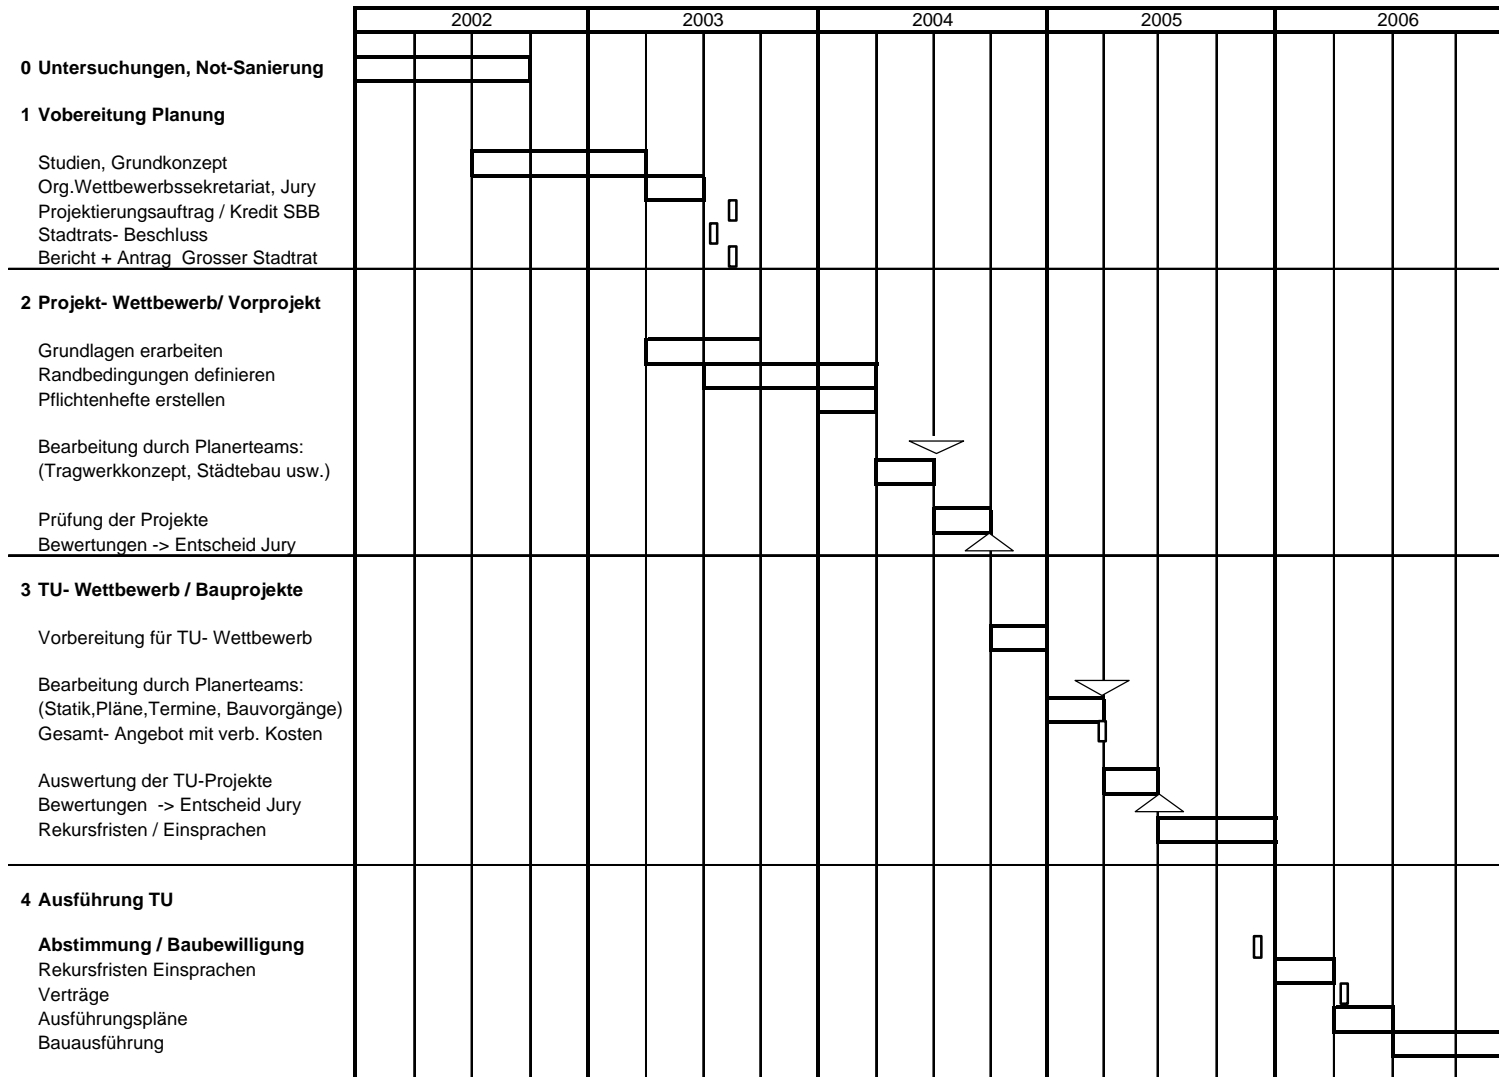 2002 2003 2004 2005 2006
0 Untersuchungen, Not-Sanierung
1 Vobereitung Planung
Studien, Grundkonzept
Org.Wettbewerbssekretariat, Jury
Projektierungsauftrag / Kredit SBB
Stadtrats- Beschluss
Bericht + Antrag Grosser Stadtrat
2 Projekt- Wettbewerb/ Vorprojekt
Grundlagen erarbeiten
Randbedingungen definieren
Pflichtenhefte erstellen
Bearbeitung durch Planerteams:
(Tragwerkkonzept, Städtebau usw.)
Prüfung der Projekte
Bewertungen -> Entscheid Jury
3 TU- Wettbewerb / Bauprojekte
Vorbereitung für TU- Wettbewerb
Bearbeitung durch Planerteams:
(Statik,Pläne,Termine, Bauvorgänge)
Gesamt- Angebot mit verb. Kosten
Auswertung der TU-Projekte
Bewertungen -> Entscheid Jury
Rekursfristen / Einsprachen
4 Ausführung TU
Abstimmung / Baubewilligung
Rekursfristen Einsprachen
Verträge
Ausführungspläne
Bauausführung